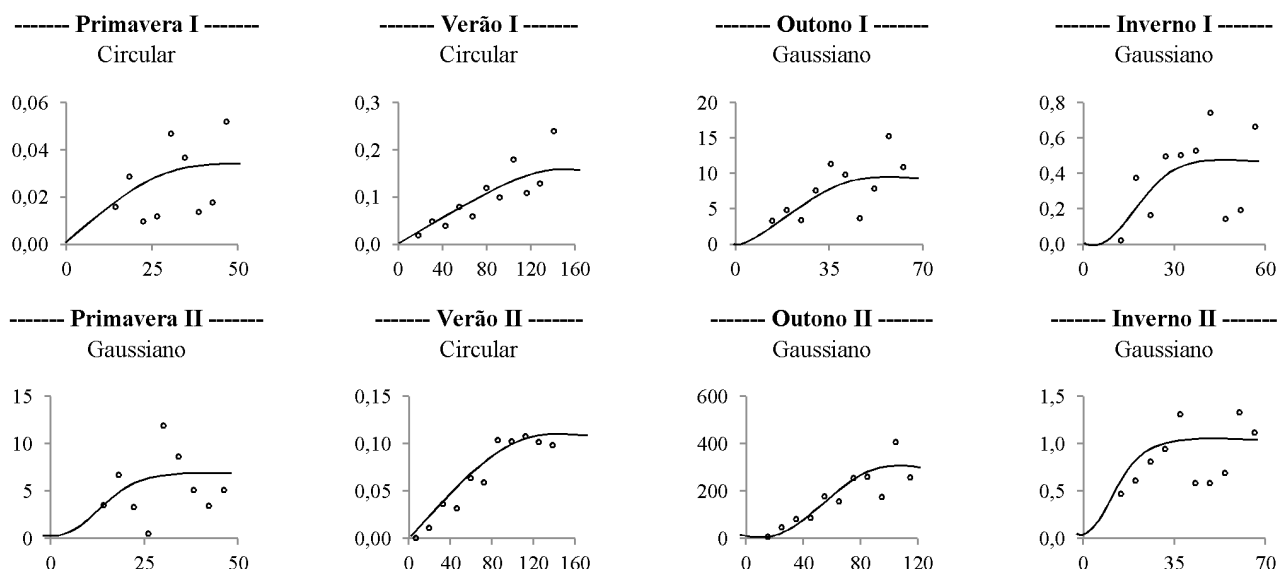 ------- Primavera I -------
Circular
0,06
0,04
0,02
0,00
0 25 50
------- Verão I -------
Circular
0,3
0,2
0,1
0,0
0 40 80 120 160
------- Outono I -------
Gaussiano
20
15
10
5
0
0 35 70
------- Inverno I -------
Gaussiano
0,8
0,6
0,4
0,2
0,0
0 30 60
------- Primavera II -------
Gaussiano
15
10
5
0
0 25 50
------- Verão II -------
Circular
0,15
0,10
0,05
0,00
0 40 80 120 160
------- Outono II -------
Gaussiano
600
400
200
0
0 40 80 120
------- Inverno II -------
Gaussiano
1,5
1,0
0,5
0,0
0 35 70